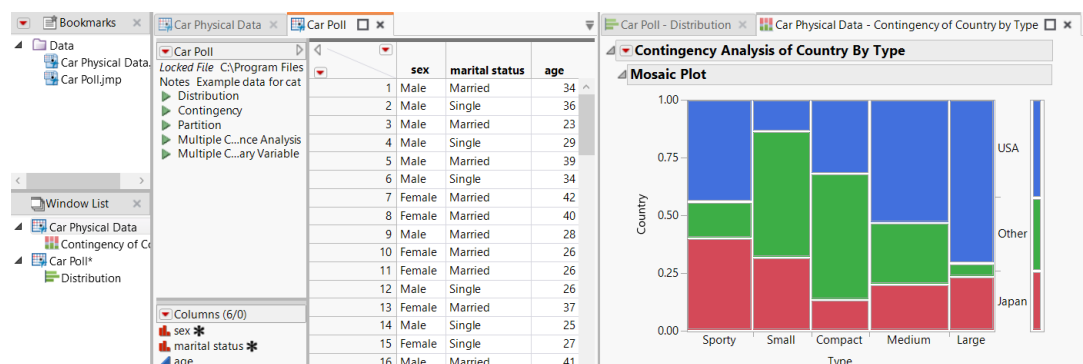 Bookmarks
Data
Car Physical Data.
Car Poll.jmp
Window List
Car Physical Data
Contingency of Co
Car Poll*
Distribution
Car Physical Data
Car Poll
Car Poll
Locked File C:\Program Files
Notes Example data for cat
Distribution
Contingency
Partition
Multiple C...nce Analysis
Multiple C...ary Variable
Columns (6/0)
sex
marital status
age
sex marital status age
1 Male Married 34
2 Male Single 36
3 Male Married 23
4 Male Single 29
5 Male Married 39
6 Male Single 34
7 Female Married 42
8 Female Married 40
9 Male Married 28
10 Female Married 26
11 Female Married 26
12 Male Single 26
13 Female Married 37
14 Male Single 25
15 Female Single 27
16 Male Married 41
Car Poll - Distribution
Car Physical Data - Contingency of Country by Type
Contingency Analysis of Country By Type
Mosaic Plot
Country
1.00
0.75
0.50
0.25
0.00
USA
Other
Japan
Sporty Small Compact Medium Large
Type